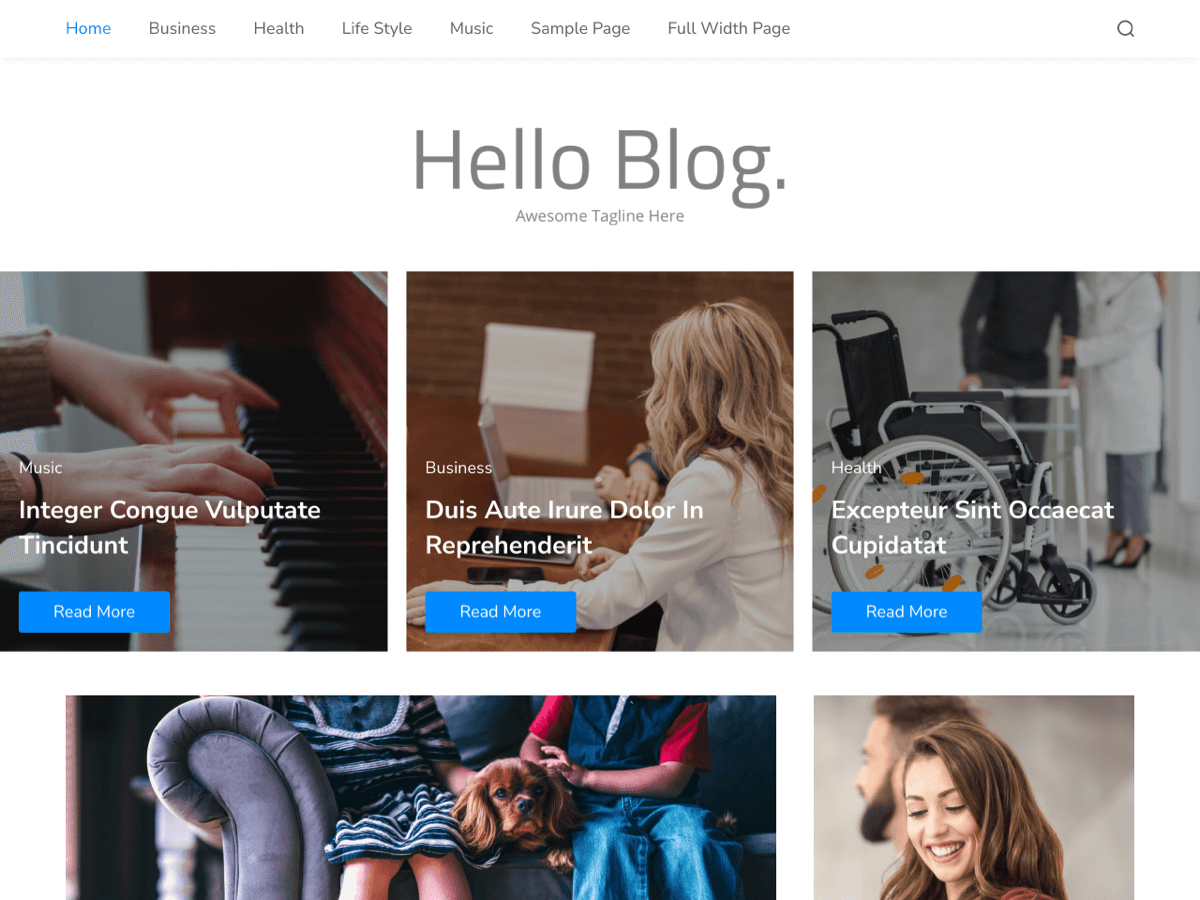 Home Business Health Life Style Music Sample Page Full Width Page
Hello Blog.
Awesome Tagline Here
Music
Integer Congue Vulputate
Tincidunt
Read More
Business
Duis Aute Irure Dolor In
Reprehenderit
Read More
Health
Excepteur Sint Occaecat
Cupidatat
Read More